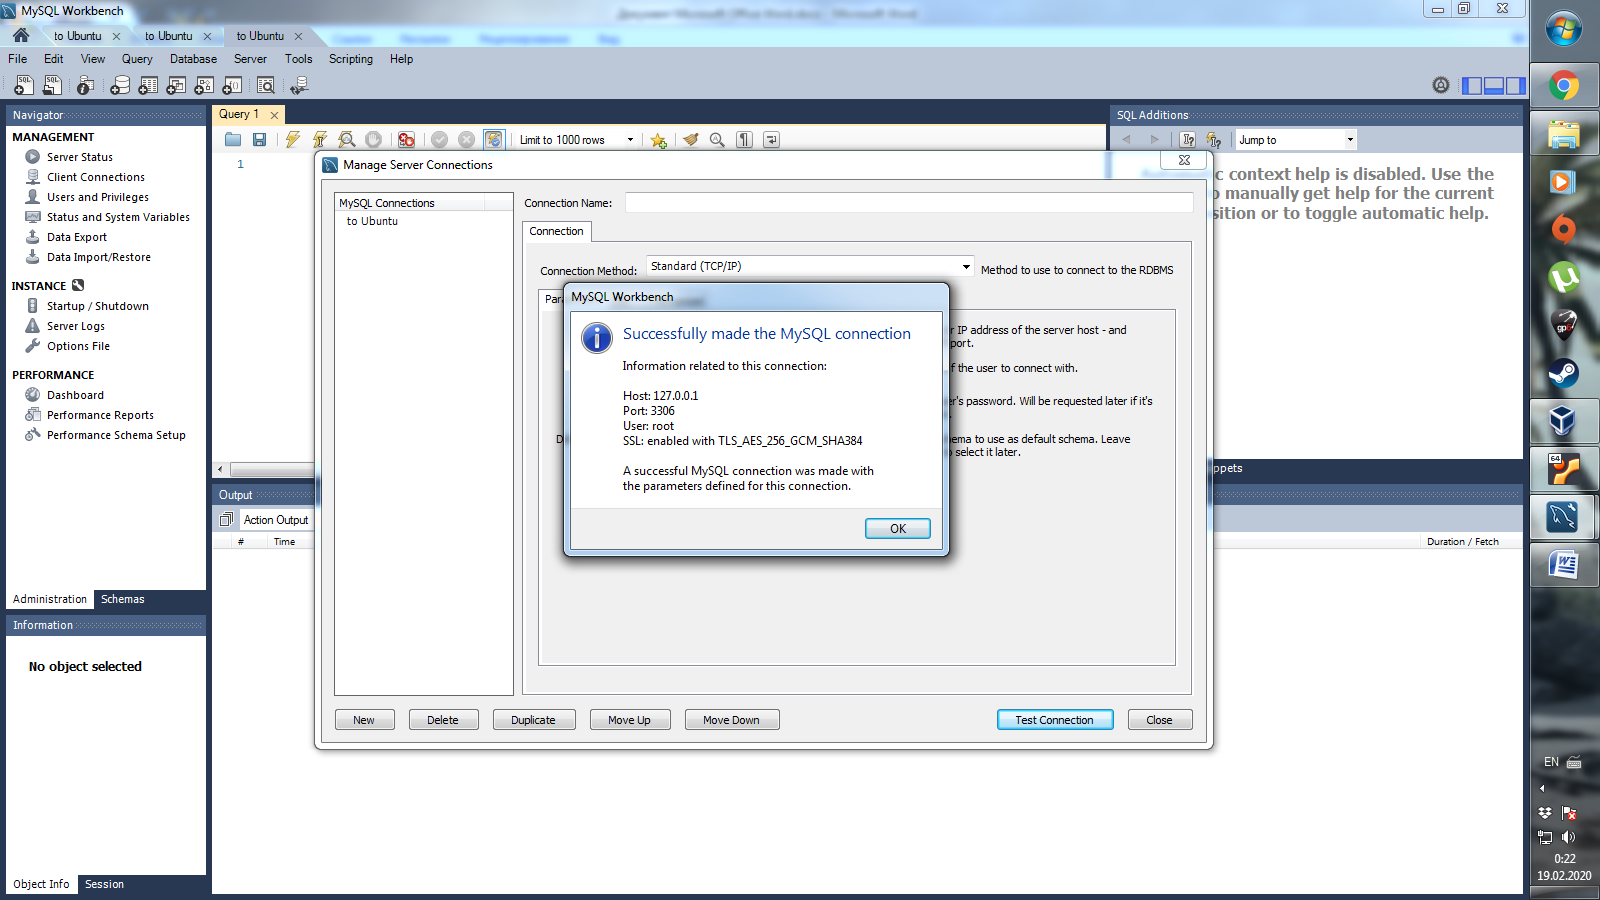 MySQL Workbench
to Ubuntu
to Ubuntu
to Ubuntu
File Edit View Query Database Server Tools Scripting Help
Navigator
MANAGEMENT
Server Status
Client Connections
Users and Privileges
Status and System Variables
Data Export
Data Import/Restore
INSTANCE
Startup / Shutdown
Server Logs
Options File
PERFORMANCE
Dashboard
Performance Reports
Performance Schema Setup
Administration Schemas
Information
No object selected
Object Info Session
Query 1
Limit to 1000 rows
1
Output
Action Output
# Time
Duration / Fetch
SQL Additions
Jump to
c context help is disabled. Use the
o manually get help for the current
sition or to toggle automatic help.
ppets
Manage Server Connections
MySQL Connections
to Ubuntu
Connection Name:
Connection
Connection Method: Standard (TCP/IP) Method to use to connect to the RDBMS
Par
r IP address of the server host - and
port.
f the user to connect with.
er's password. Will be requested later if it's
D
ema to use as default schema. Leave
o select it later.
New Delete Duplicate Move Up Move Down Test Connection Close
MySQL Workbench
Successfully made the MySQL connection
Information related to this connection:
Host: 127.0.0.1
Port: 3306
User: root
SSL: enabled with TLS_AES_256_GCM_SHA384
A successful MySQL connection was made with
the parameters defined for this connection.
OK
EN
0:22
19.02.2020